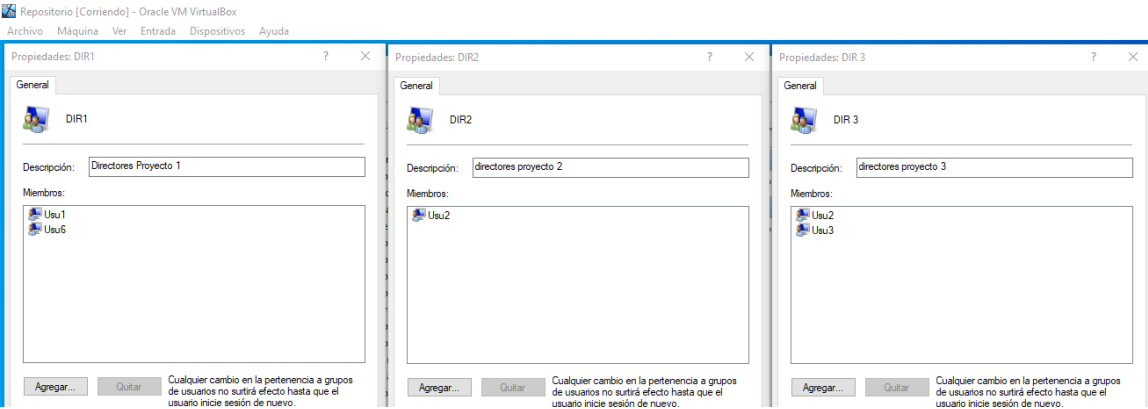 Repositorio [Corriendo] - Oracle VM VirtualBox
Archivo Máquina Ver Entrada Dispositivos Ayuda
Propiedades: DIR1 ? ×
General
DIR1
Descripción: Directores Proyecto 1
Miembros:
Usu1
Usu6
Agregar... Quitar
Cualquier cambio en la pertenencia a grupos
de usuarios no surtirá efecto hasta que el
usuario inicie sesión de nuevo.
Propiedades: DIR2 ? ×
General
DIR2
Descripción: directores proyecto 2
Miembros:
Usu2
Agregar... Quitar
Cualquier cambio en la pertenencia a grupos
de usuarios no surtirá efecto hasta que el
usuario inicie sesión de nuevo.
Propiedades: DIR 3 ? ×
General
DIR 3
Descripción: directores proyecto 3
Miembros:
Usu2
Usu3
Agregar... Quitar
Cualquier cambio en la pertenencia a grupos
de usuarios no surtirá efecto hasta que el
usuario inicie sesión de nuevo.